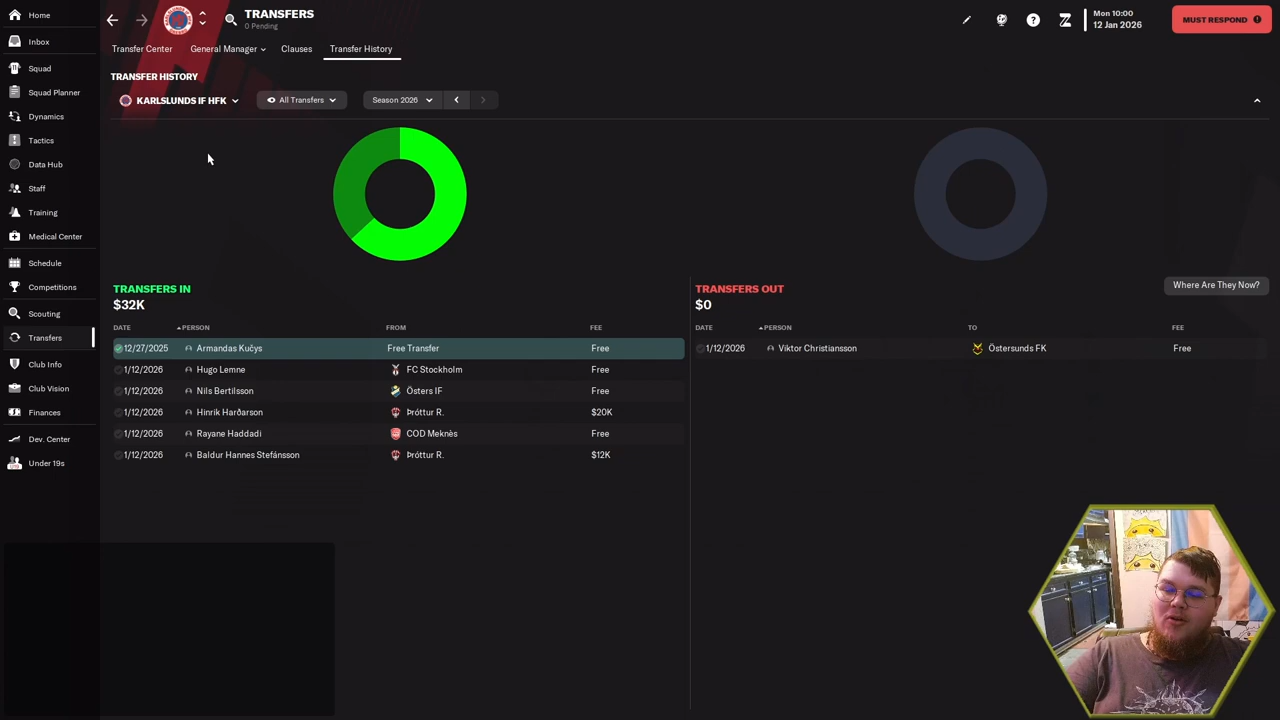 Home
Inbox
Squad
Squad Planner
Dynamics
Tactics
Data Hub
Staff
Training
Medical Center
Schedule
Competitions
Scouting
Transfers
Club Info
Club Vision
Finances
Dev. Center
Under 19s
TRANSFERS
0 Pending
Mon 10:00
12 Jan 2026
MUST RESPOND
Transfer Center General Manager Clauses Transfer History
TRANSFER HISTORY
KARLSLUNDS IF HFK All Transfers Season 2026
TRANSFERS IN
$32K
DATE PERSON FROM FEE
12/27/2025 Armandas Kučys Free Transfer Free
1/12/2026 Hugo Lemne FC Stockholm Free
1/12/2026 Nils Bertilsson Östers IF Free
1/12/2026 Hinrik Harðarson Þróttur R. $20K
1/12/2026 Rayane Haddadi COD Meknès Free
1/12/2026 Baldur Hannes Stefánsson Þróttur R. $12K
TRANSFERS OUT
$0
Where Are They Now?
DATE PERSON TO FEE
1/12/2026 Viktor Christiansson Östersunds FK Free